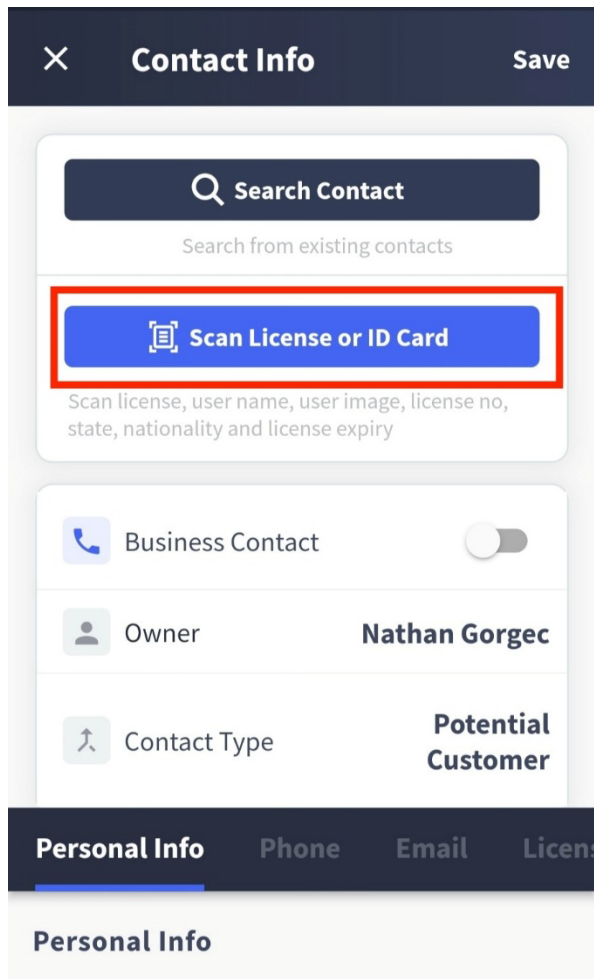 Contact Info
Save
Search Contact
Search from existing contacts
Scan License or ID Card
Scan license, user name, user image, license no,
state, nationality and license expiry
Business Contact
Owner
Nathan Gorgec
Contact Type
Potential
Customer
Personal Info
Phone
Email
Licens
Personal Info